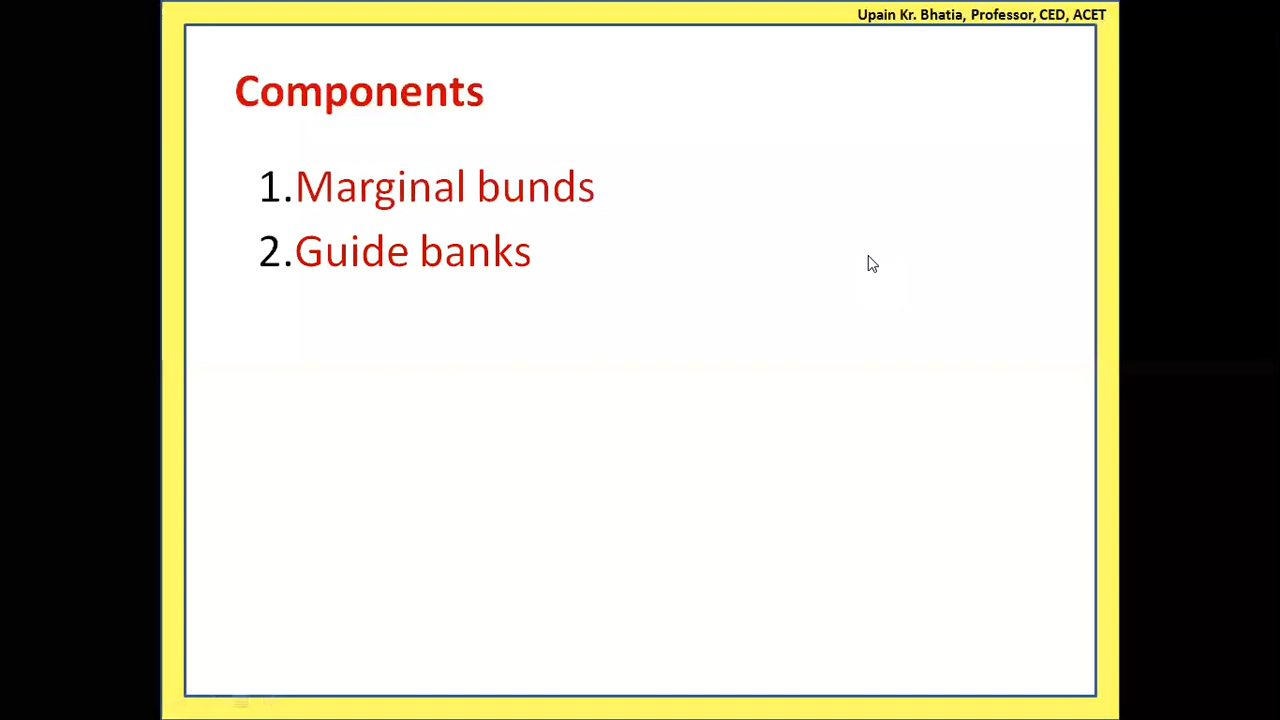 Upain Kr. Bhatia, Professor, CED, ACET
Components
1.Marginal bunds
2.Guide banks